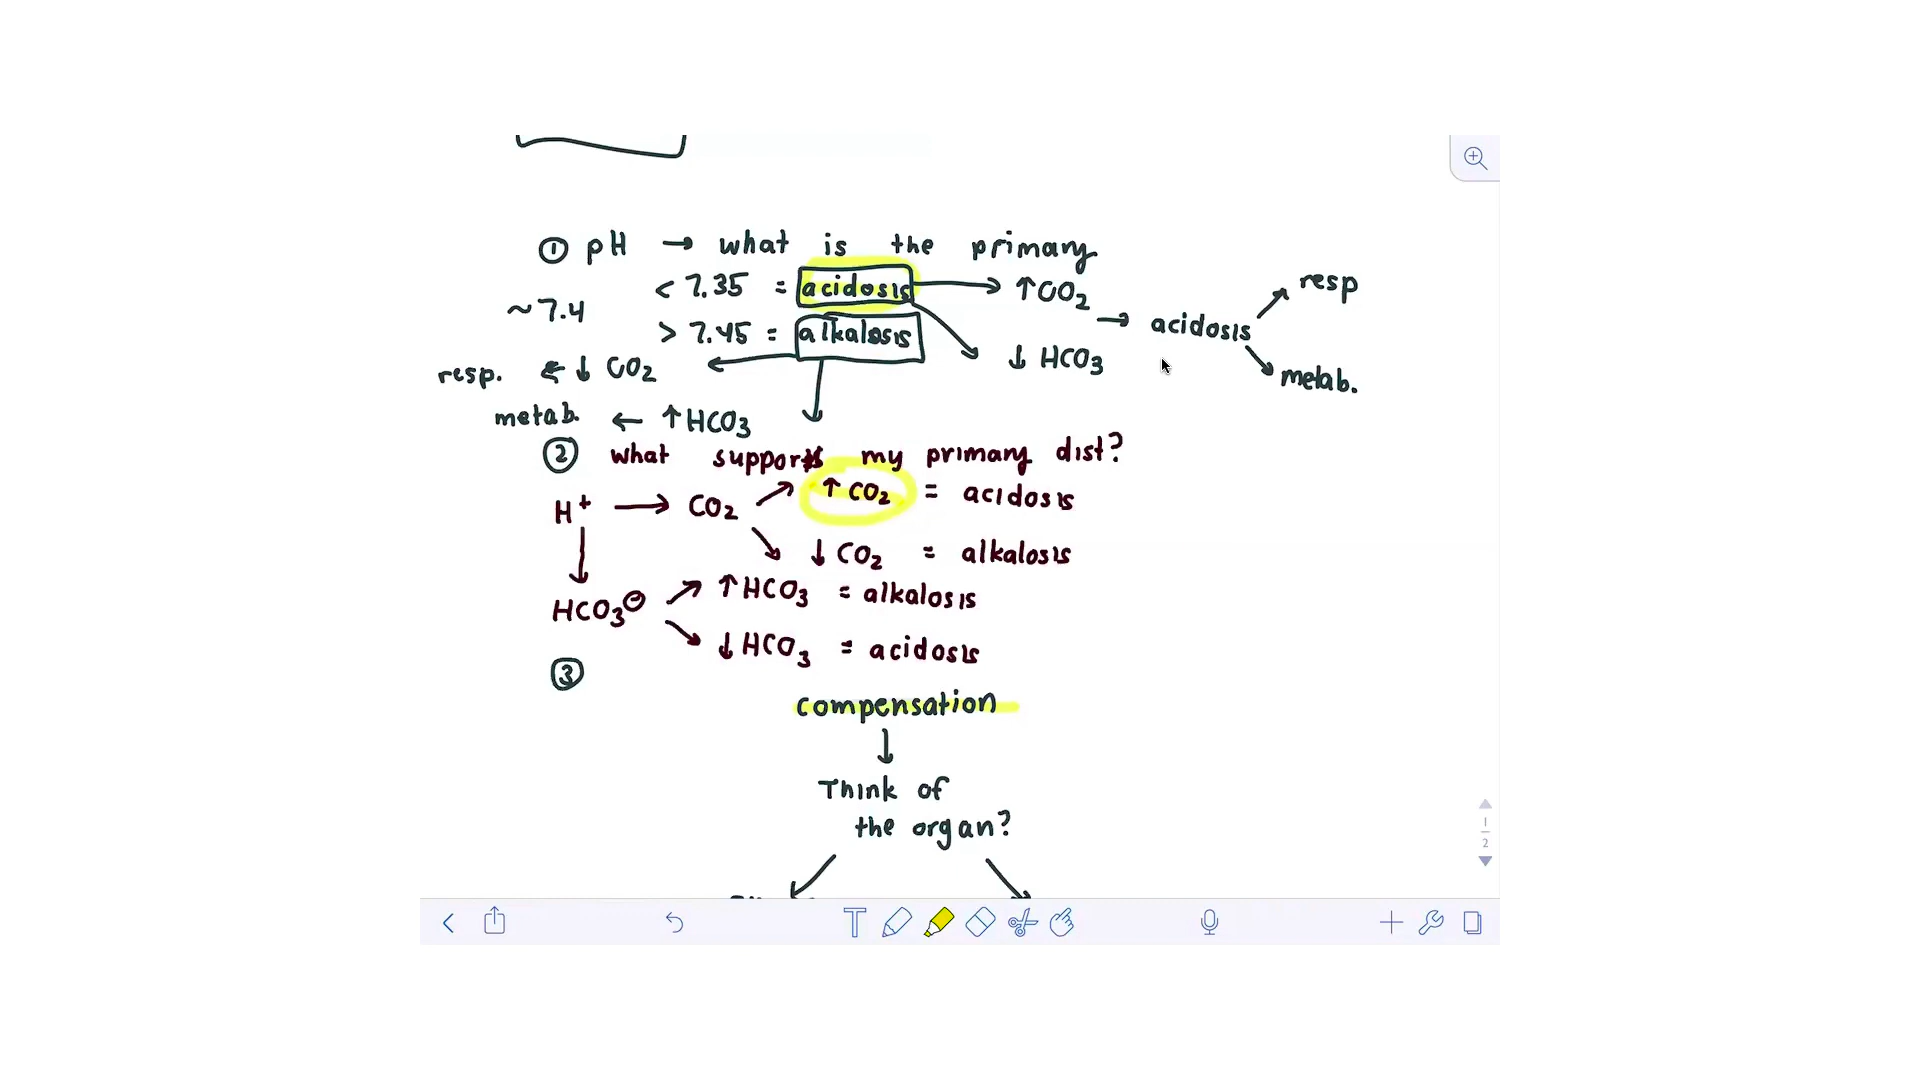 ① pH → what is the primary
< 7.35 = acidosis → ↑CO₂
~7.4
> 7.45 = alkalosis
↓ HCO₃
→ acidosis
resp
metab.
resp. ← ↓ CO₂
metab. ← ↑HCO₃
② what supports my primary dist?
H⁺ → CO₂ ↗ ↑ CO₂ = acidosis
↘ ↓ CO₂ = alkalosis
HCO₃⊖ ↗ ↑HCO₃ = alkalosis
↘ ↓HCO₃ = acidosis
③
compensation
↓
Think of
the organ?
T
1
2